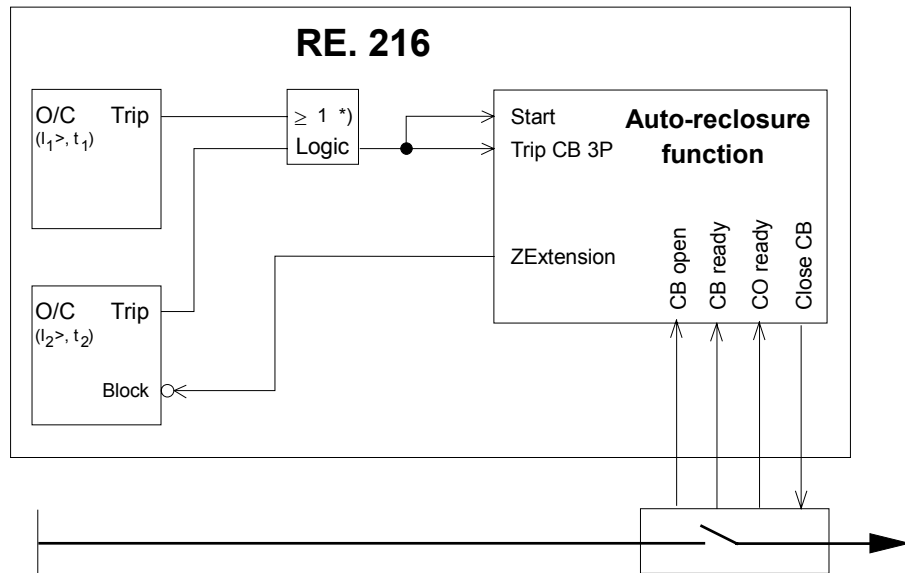 RE. 216
O/C Trip
(I1>, t1)
≥ 1 *)
Logic
Start
Trip CB 3P
Auto-reclosure
function
ZExtension
CB open
CB ready
CO ready
Close CB
O/C Trip
(I2>, t2)
Block